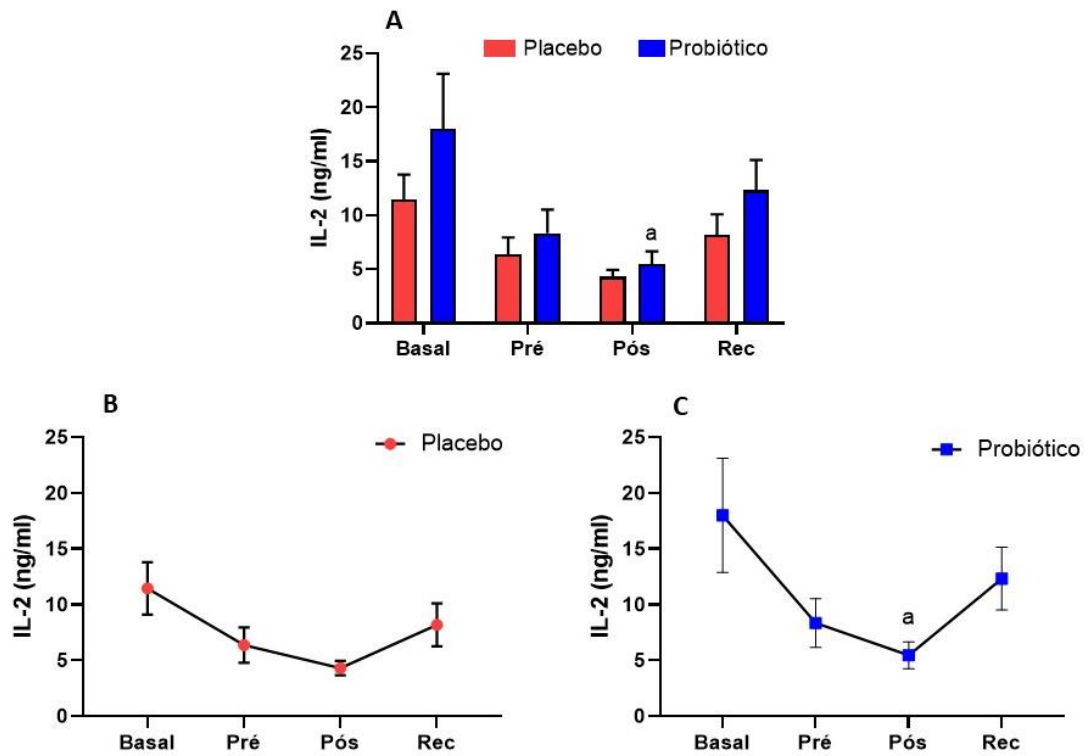 A
Placebo Probiótico
IL-2 (ng/ml)
25
20
15
10
5
0
a
Basal Pré Pós Rec
B
Placebo
IL-2 (ng/ml)
25
20
15
10
5
0
Basal Pré Pós Rec
C
Probiótico
IL-2 (ng/ml)
25
20
15
10
5
0
a
Basal Pré Pós Rec